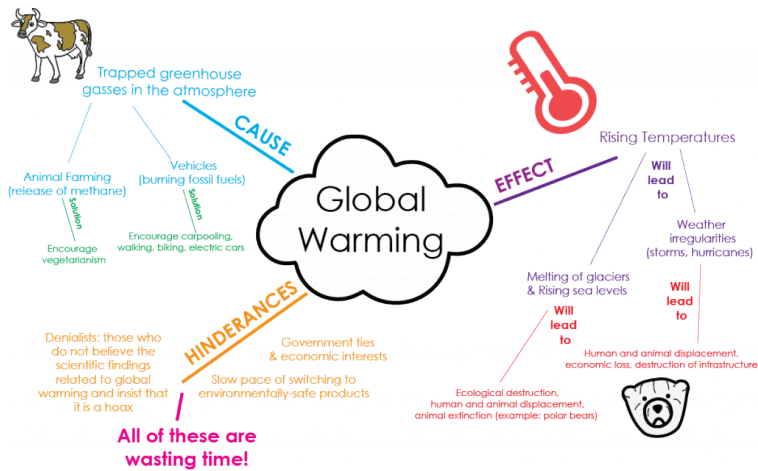 Trapped greenhouse
gasses in the atmosphere
CAUSE
Animal Farming
(release of methane)
Solution
Encourage
vegetarianism
Vehicles
(burning fossil fuels)
Solution
Encourage carpooling,
walking, biking, electric cars
Global
Warming
EFFECT
Rising Temperatures
Will
lead
to
Melting of glaciers
& Rising sea levels
Will
lead
to
Ecological destruction,
human and animal displacement,
animal extinction (example: polar bears)
Weather
irregularities
(storms, hurricanes)
Will
lead
to
Human and animal displacement,
economic loss, destruction of infrastructure
HINDERANCES
Denialists: those who
do not believe the
scientific findings
related to global
warming and insist that
it is a hoax
Government ties
& economic interests
Slow pace of switching to
environmentally-safe products
All of these are
wasting time!